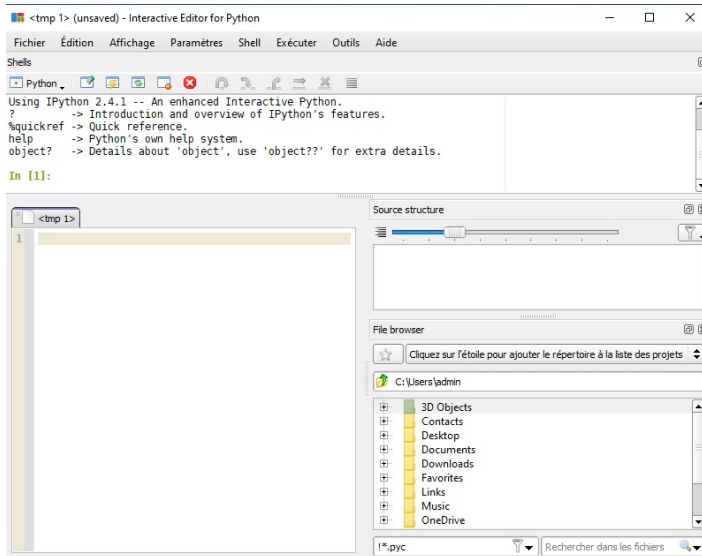 <tmp 1> (unsaved) - Interactive Editor for Python
Fichier Édition Affichage Paramètres Shell Exécuter Outils Aide
Shells
Python
Using IPython 2.4.1 -- An enhanced Interactive Python.
? -> Introduction and overview of IPython's features.
%quickref -> Quick reference.
help -> Python's own help system.
object? -> Details about 'object', use 'object??' for extra details.
In [1]:
<tmp 1>
1
Source structure
File browser
Cliquez sur l'étoile pour ajouter le répertoire à la liste des projets
C:\Users\admin
3D Objects
Contacts
Desktop
Documents
Downloads
Favorites
Links
Music
OneDrive
!*.pyc
Rechercher dans les fichiers